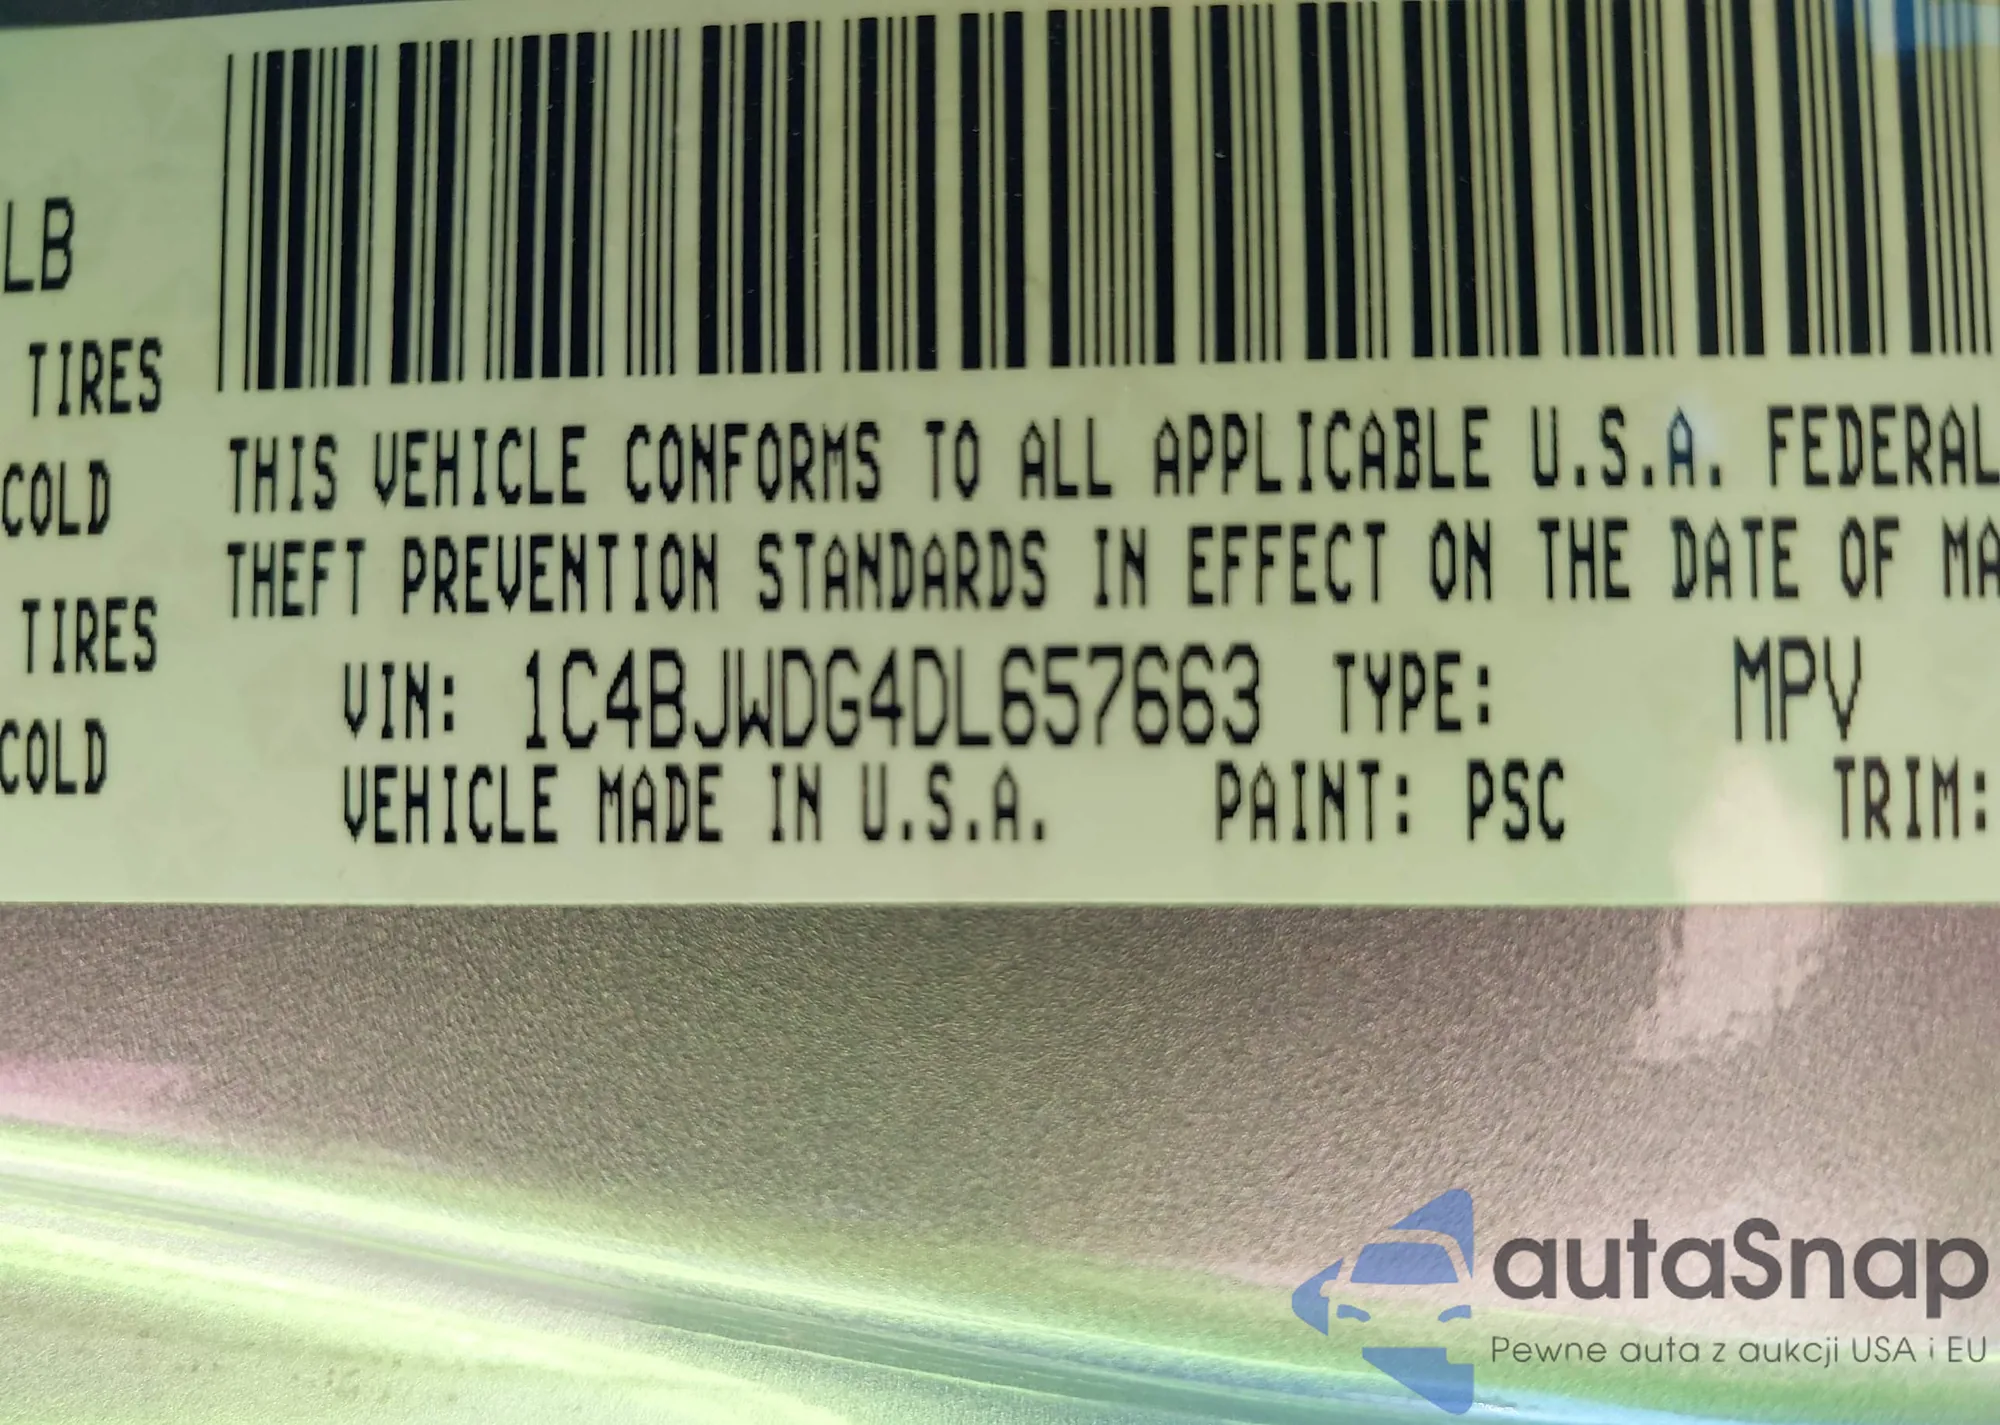 LB
TIRES
COLD
TIRES
COLD
THIS VEHICLE CONFORMS TO ALL APPLICABLE U.S.A. FEDERAL
THEFT PREVENTION STANDARDS IN EFFECT ON THE DATE OF MA
VIN: 1C4BJWDG4DL657663 TYPE: MPV
VEHICLE MADE IN U.S.A. PAINT: PSC TRIM:
autaSnap
Pewne auta z aukcji USA i EU